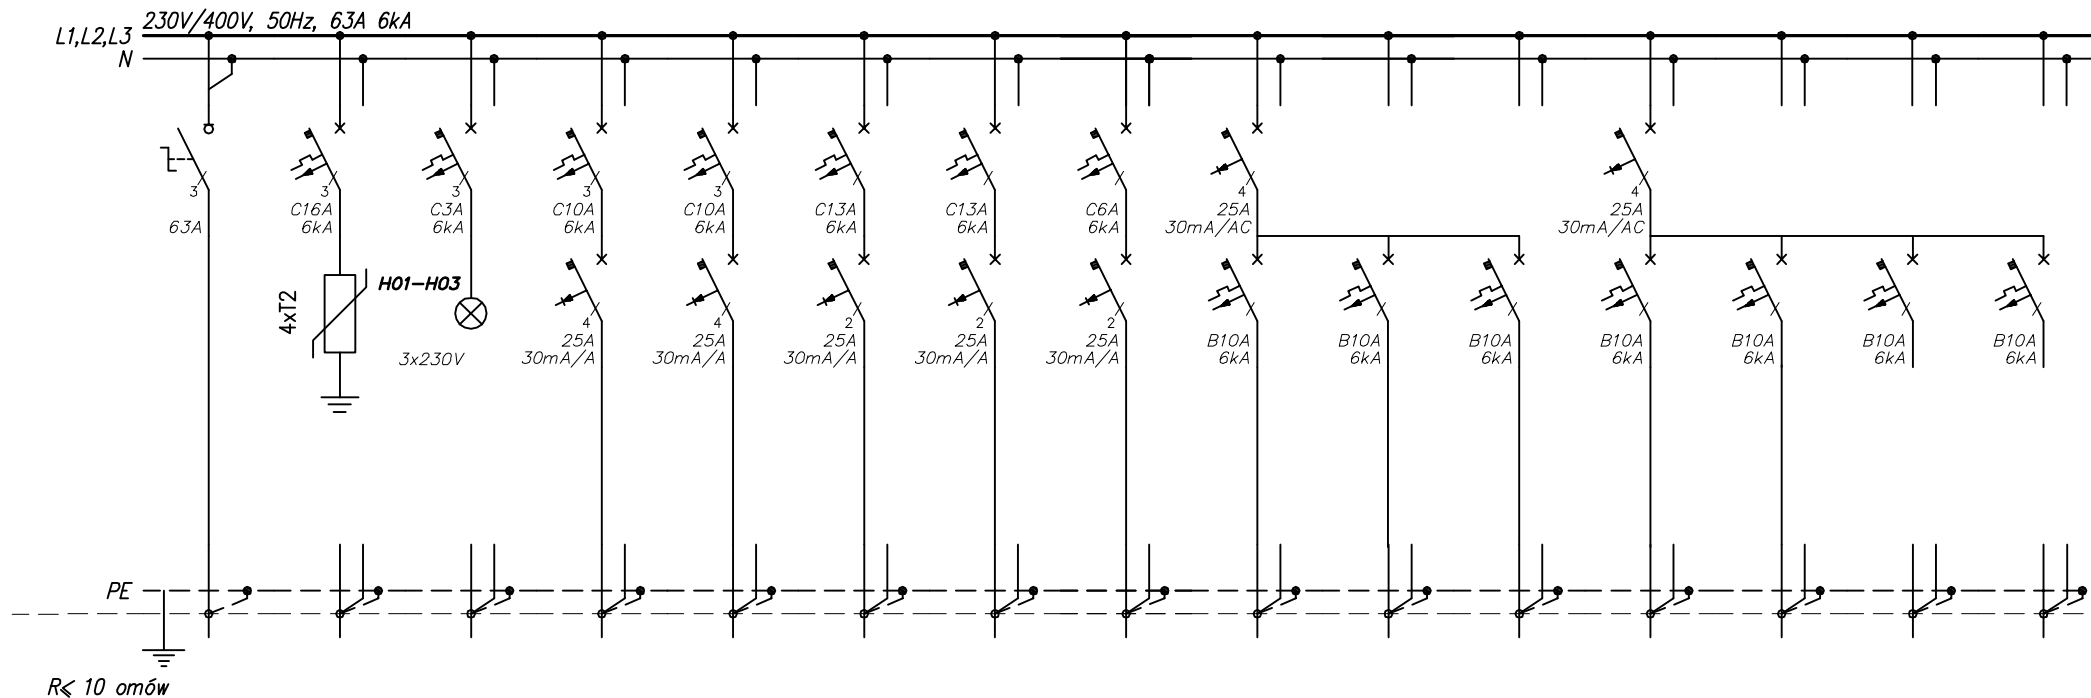 230V/400V, 50Hz, 63A 6kA
L1,L2,L3
N
3 3 3 3 3 4 4
63A C16A C3A C10A C10A C13A C13A C6A 25A 25A
6kA 6kA 6kA 6kA 6kA 6kA 6kA 30mA/AC 30mA/AC
4xT2
H01-H03
3x230V
4 4 2 2 2
25A 25A 25A 25A 25A B10A B10A B10A B10A B10A B10A B10A
30mA/A 30mA/A 30mA/A 30mA/A 30mA/A 6kA 6kA 6kA 6kA 6kA 6kA 6kA
PE
R⩽ 10 omów